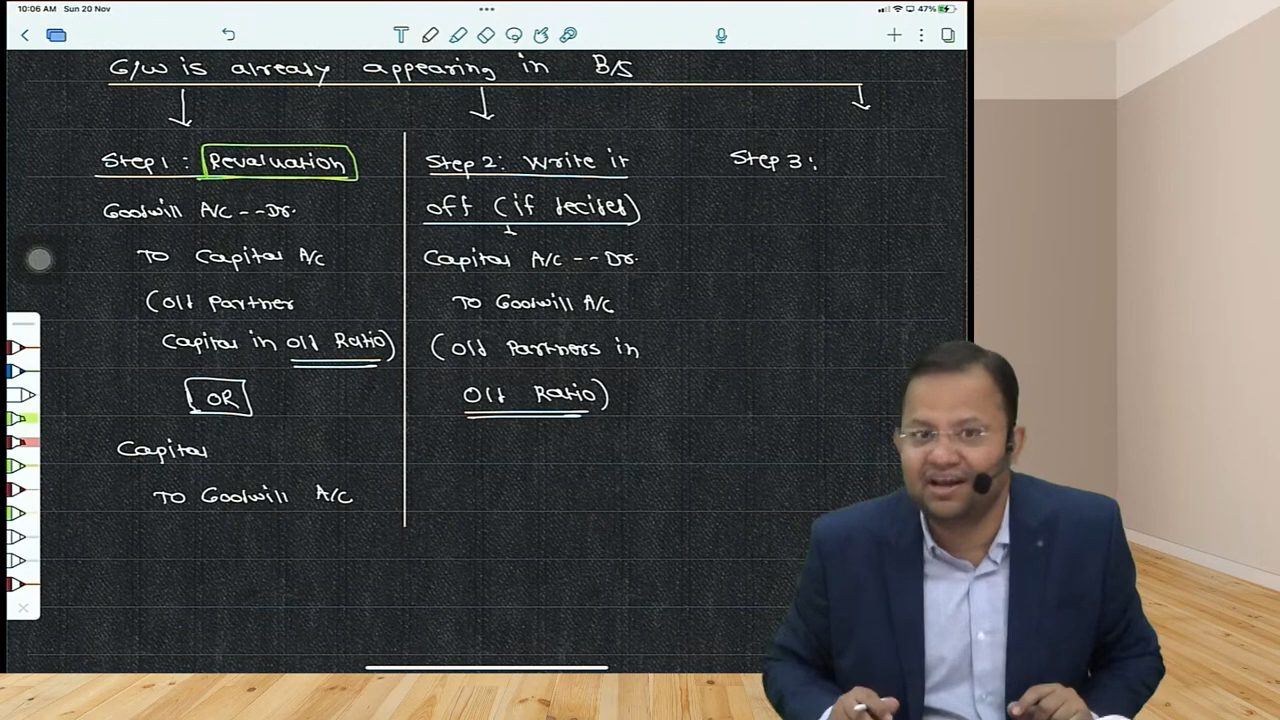 10:06 AM Sun 20 Nov
47%
G/W is already appearing in B/S
Step 1: Revaluation
Goodwill A/C --Dr.
To Capital A/C
(Old Partner
Capital in Old Ratio)
OR
Capital
To Goodwill A/C
Step 2: Write it
off (if decides)
Capital A/C --Dr.
To Goodwill A/C
(Old Partners in
Old Ratio)
Step 3: